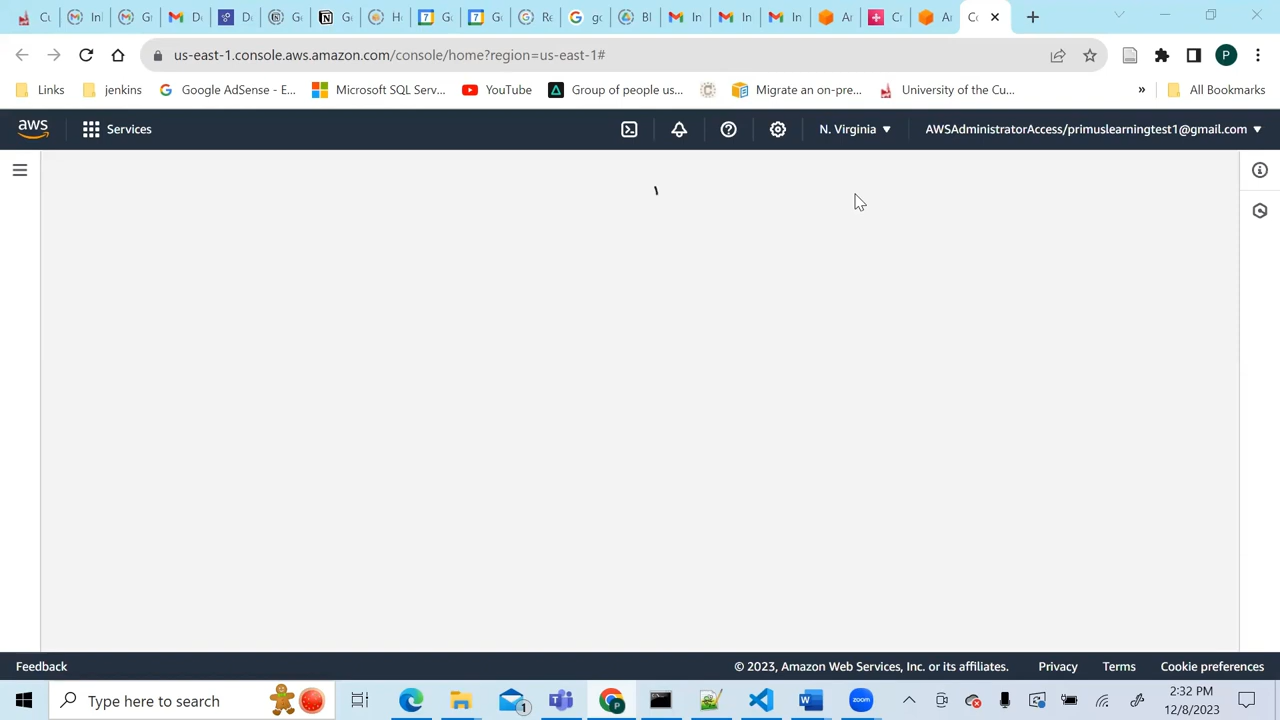 us-east-1.console.aws.amazon.com/console/home?region=us-east-1#
P
Links
jenkins
Google AdSense - E...
Microsoft SQL Serv...
YouTube
Group of people us...
Migrate an on-pre...
University of the Cu...
»
All Bookmarks
aws
Services
N. Virginia
AWSAdministratorAccess/primuslearningtest1@gmail.com
Feedback
© 2023, Amazon Web Services, Inc. or its affiliates.
Privacy
Terms
Cookie preferences
Type here to search
1
zoom
2:32 PM
12/8/2023